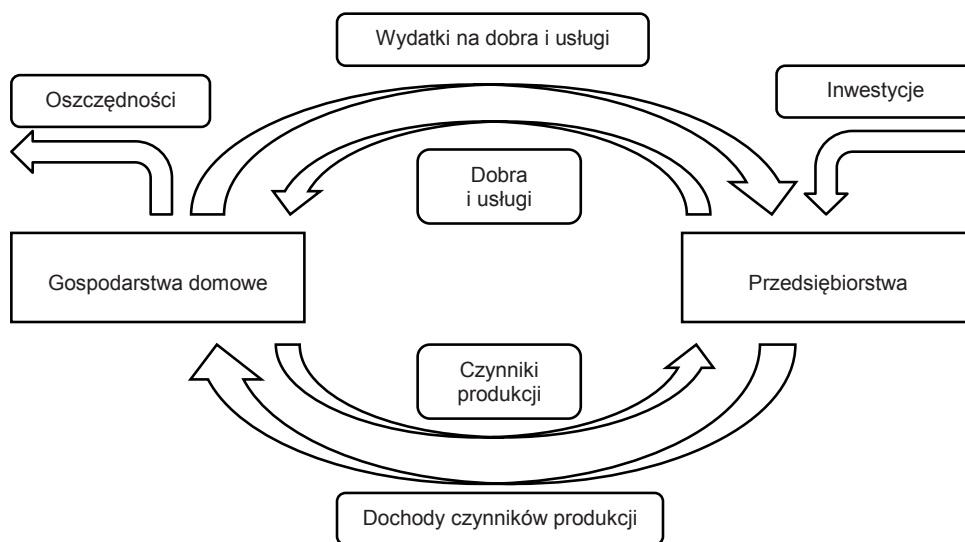 Wydatki na dobra i usługi
Oszczędności
Inwestycje
Dobra
i usługi
Gospodarstwa domowe
Przedsiębiorstwa
Czynniki
produkcji
Dochody czynników produkcji